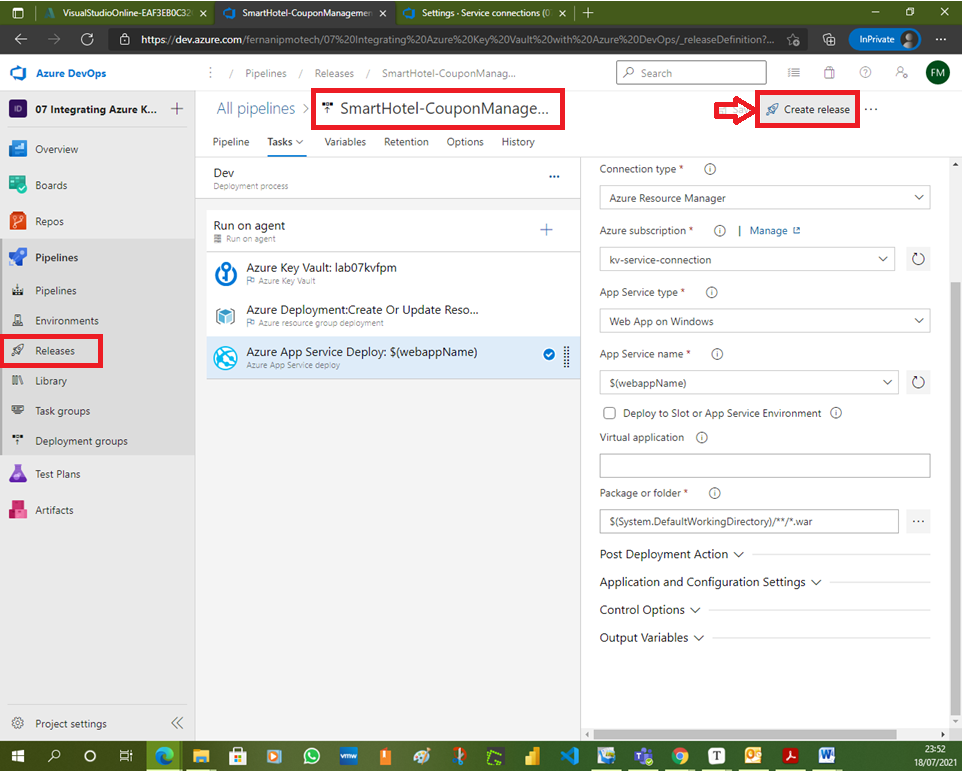 VisualStudioOnline-EAF3EB0C32
SmartHotel-CouponManagemen
Settings · Service connections (0
https://dev.azure.com/fernanipmotech/07%20Integrating%20Azure%20Key%20Vault%20with%20Azure%20DevOps/_releaseDefinition?...
InPrivate
Azure DevOps
/ Pipelines / Releases / SmartHotel-CouponManag...
Search
FM
ID
07 Integrating Azure K...
All pipelines > SmartHotel-CouponManage...
Create release
Pipeline Tasks Variables Retention Options History
Overview
Boards
Repos
Pipelines
Pipelines
Environments
Releases
Library
Task groups
Deployment groups
Test Plans
Artifacts
Project settings
Dev
Deployment process
Run on agent
Run on agent
Azure Key Vault: lab07kvfpm
Azure Key Vault
Azure Deployment:Create Or Update Reso...
Azure resource group deployment
Azure App Service Deploy: $(webappName)
Azure App Service deploy
Connection type *
Azure Resource Manager
Azure subscription * | Manage
kv-service-connection
App Service type *
Web App on Windows
App Service name *
$(webappName)
Deploy to Slot or App Service Environment
Virtual application
Package or folder *
$(System.DefaultWorkingDirectory)/**/*.war
Post Deployment Action
Application and Configuration Settings
Control Options
Output Variables
vmw
T
W
23:52
18/07/2021